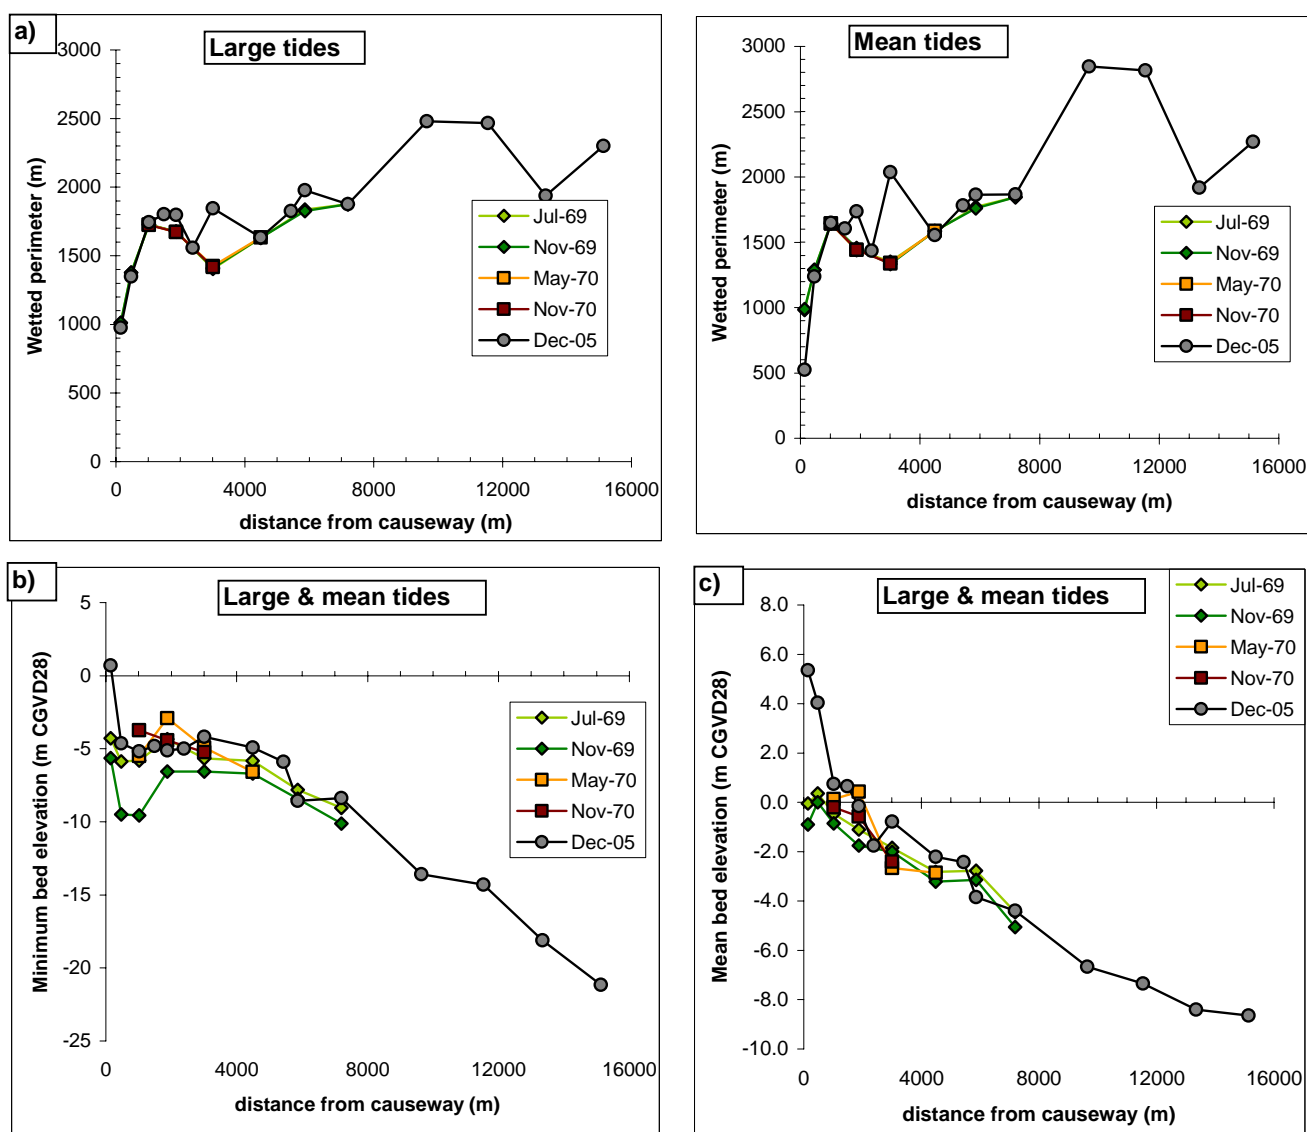 a)
Large tides
3000
2500
2000
1500
1000
500
0
Wetted perimeter (m)
0 4000 8000 12000 16000
distance from causeway (m)
Jul-69
Nov-69
May-70
Nov-70
Dec-05
Mean tides
3000
2500
2000
1500
1000
500
0
Wetted perimeter (m)
0 4000 8000 12000 16000
distance from causeway (m)
Jul-69
Nov-69
May-70
Nov-70
Dec-05
b)
Large & mean tides
5
0
-5
-10
-15
-20
-25
Minimum bed elevation (m CGVD28)
0 4000 8000 12000 16000
distance from causeway (m)
Jul-69
Nov-69
May-70
Nov-70
Dec-05
c)
Large & mean tides
8.0
6.0
4.0
2.0
0.0
-2.0
-4.0
-6.0
-8.0
-10.0
Mean bed elevation (m CGVD28)
0 4000 8000 12000 16000
distance from causeway (m)
Jul-69
Nov-69
May-70
Nov-70
Dec-05